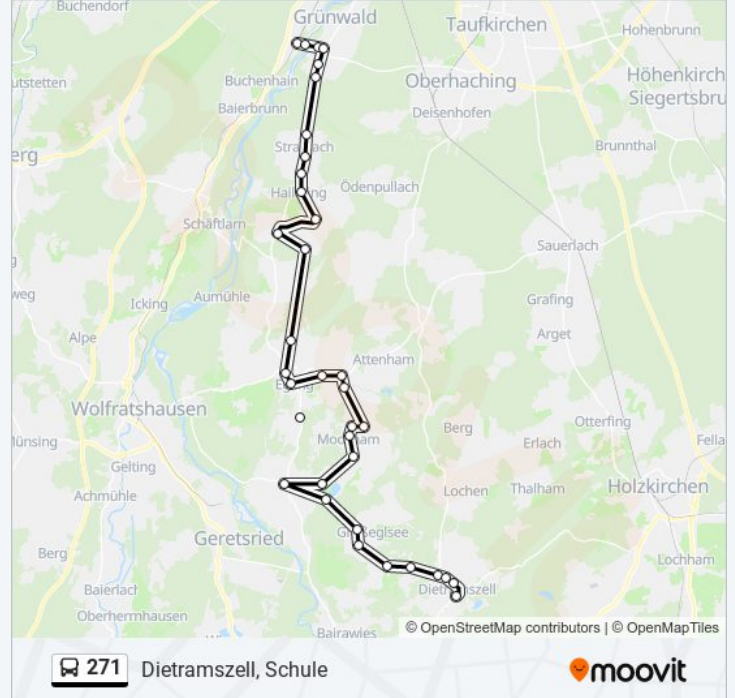 Buchendorf
Grünwald
Taufkirchen
Hohenbrunn
Buchenhain
Oberhaching
Höhenkirch
Siegertsbru
utstetten
Baierbrunn
Deisenhofen
erg
Brunnthal
Ödenpullach
Schäftlarn
Sauerlach
weg
Icking
Aumühle
Grafing
Arget
Alpe
Attenham
Wolfratshausen
Otterfing
Berg
Erlach
Fella
ünsing
Gelting
Lochen
Thalham
Holzkirchen
Achmühle
Geretsried
Berg
Lochham
Baierlach
Oberhermhausen
Bairawies
© OpenStreetMap contributors | © OpenMapTiles
271 Dietramszell, Schule moovit